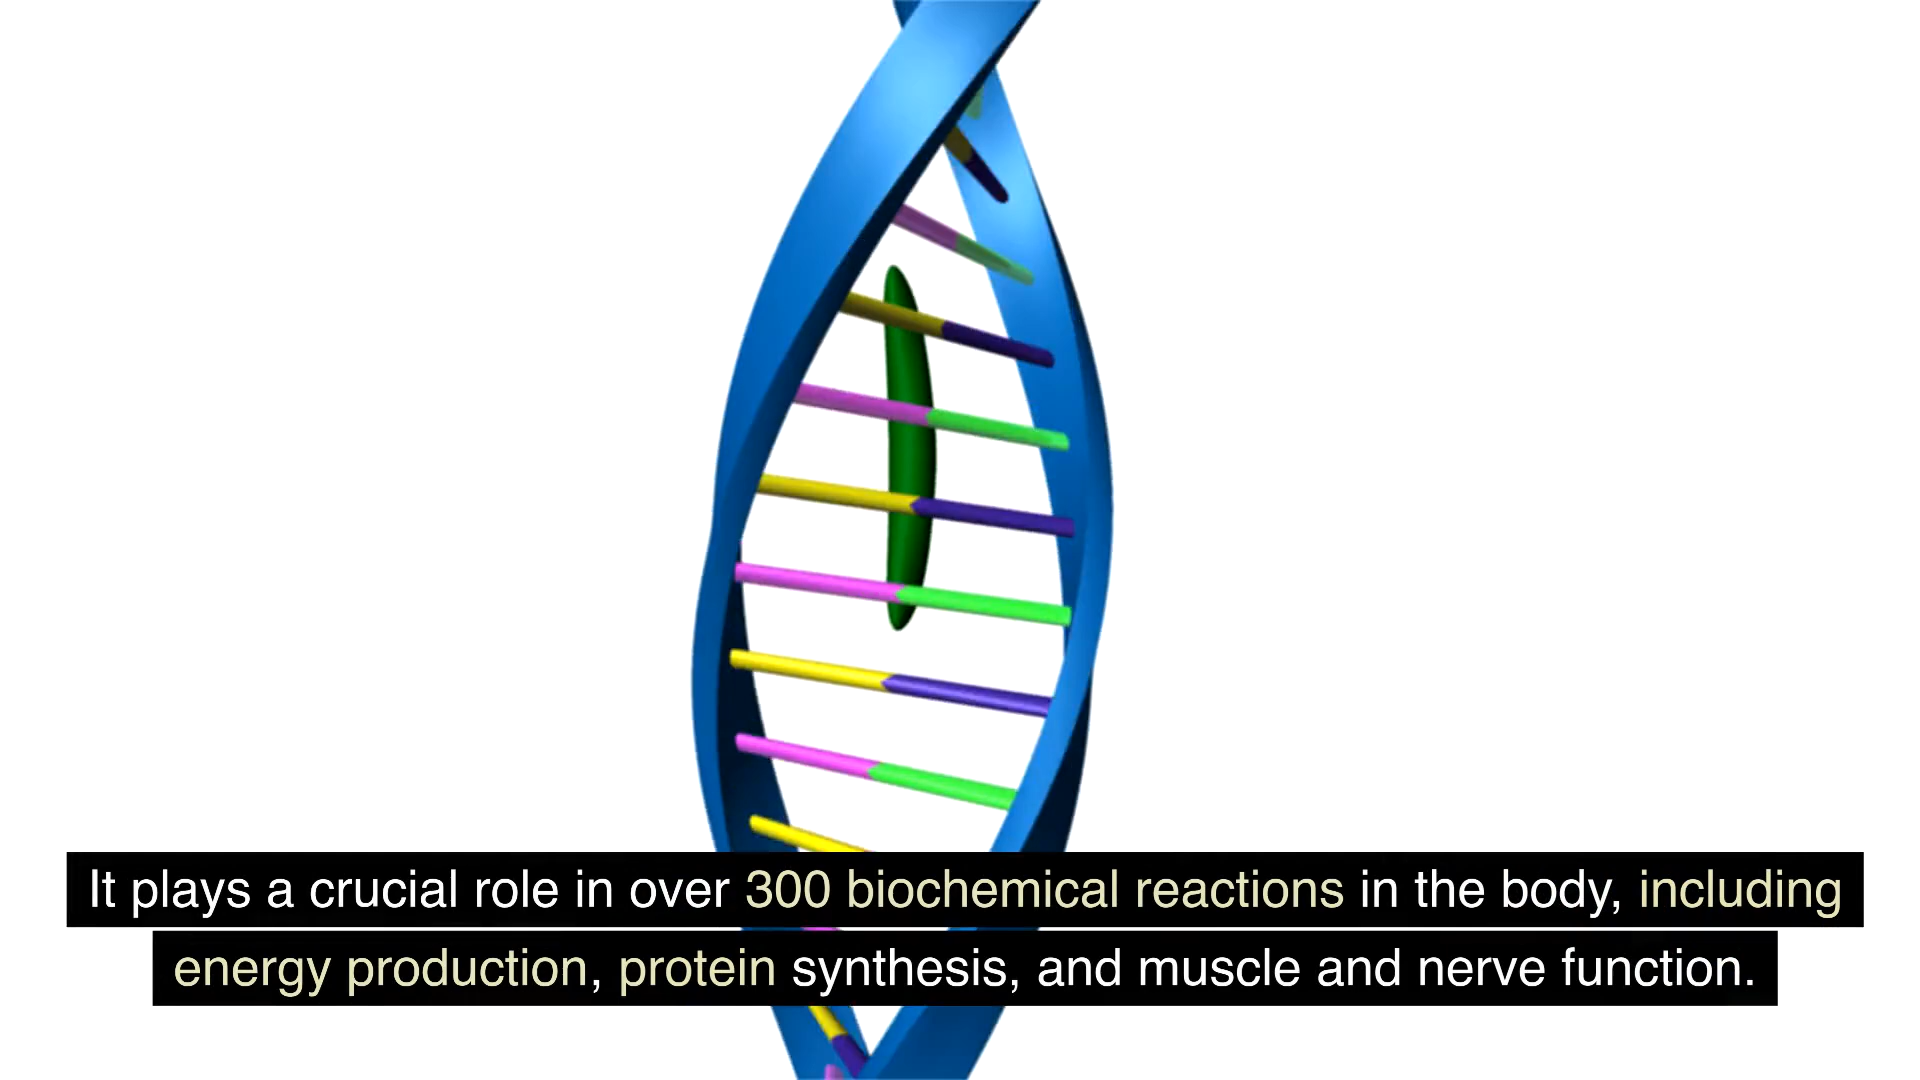 It plays a crucial role in over 300 biochemical reactions in the body, including
energy production, protein synthesis, and muscle and nerve function.